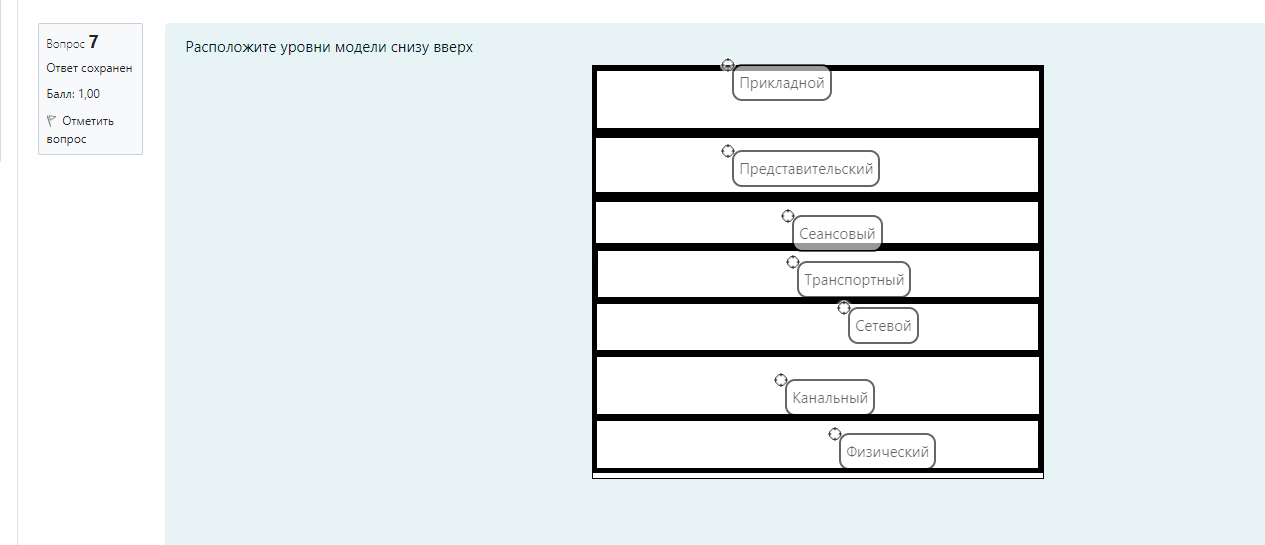 Вопрос 7
Ответ сохранен
Балл: 1,00
Отметить
вопрос
Расположите уровни модели снизу вверх
Прикладной
Представительский
Сеансовый
Транспортный
Сетевой
Канальный
Физический